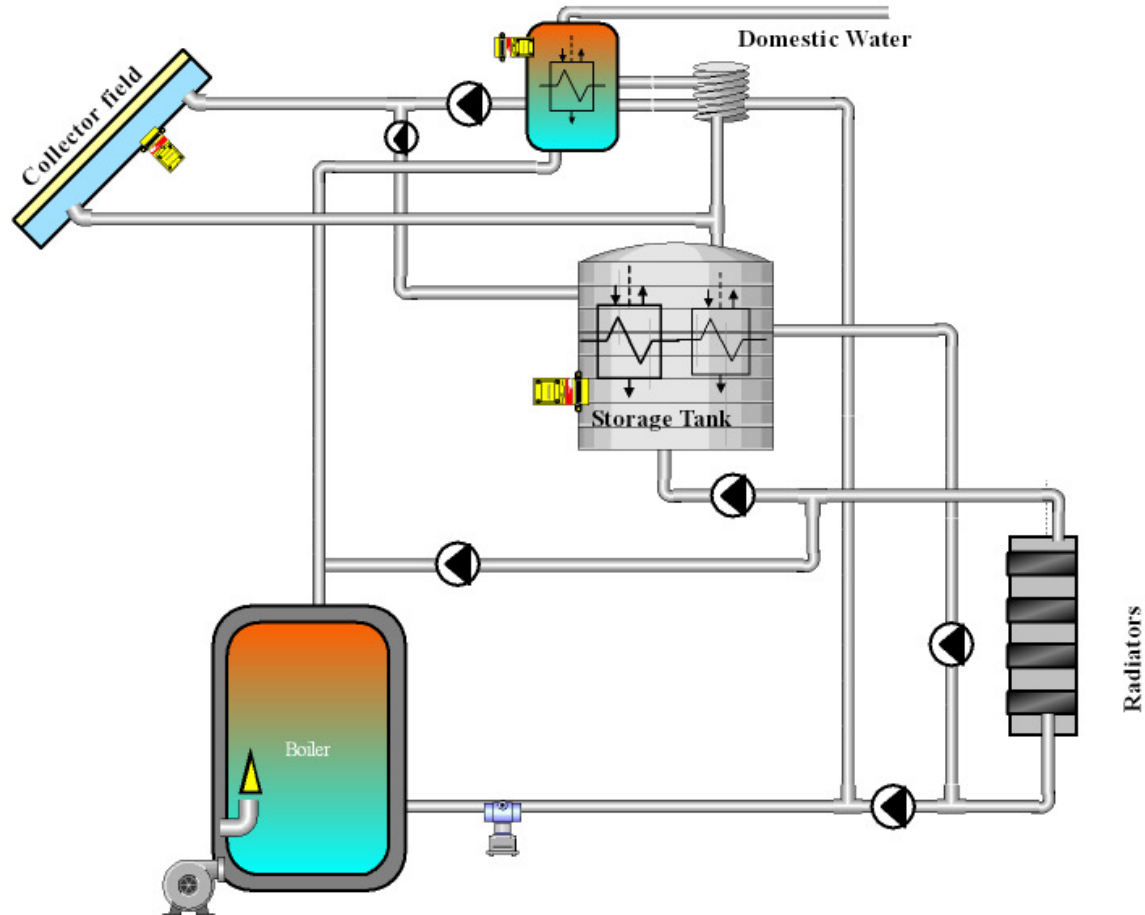 Domestic Water
Collector field
Storage Tank
Radiators
Boiler